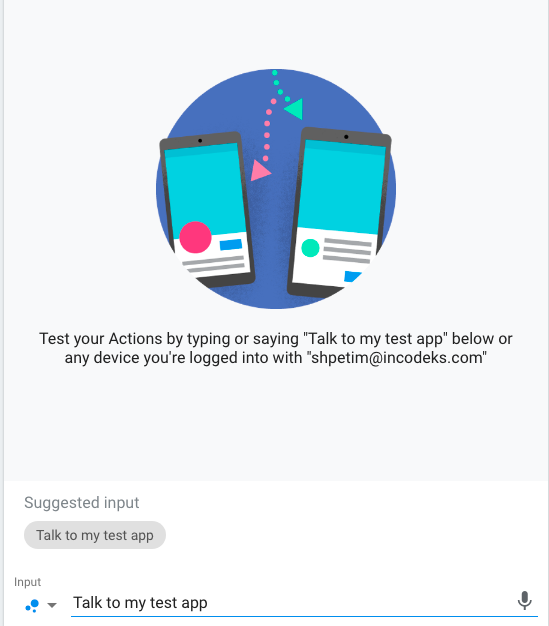 Test your Actions by typing or saying "Talk to my test app" below or
any device you're logged into with "shpetim@incodeks.com"
Suggested input
Talk to my test app
Input
Talk to my test app